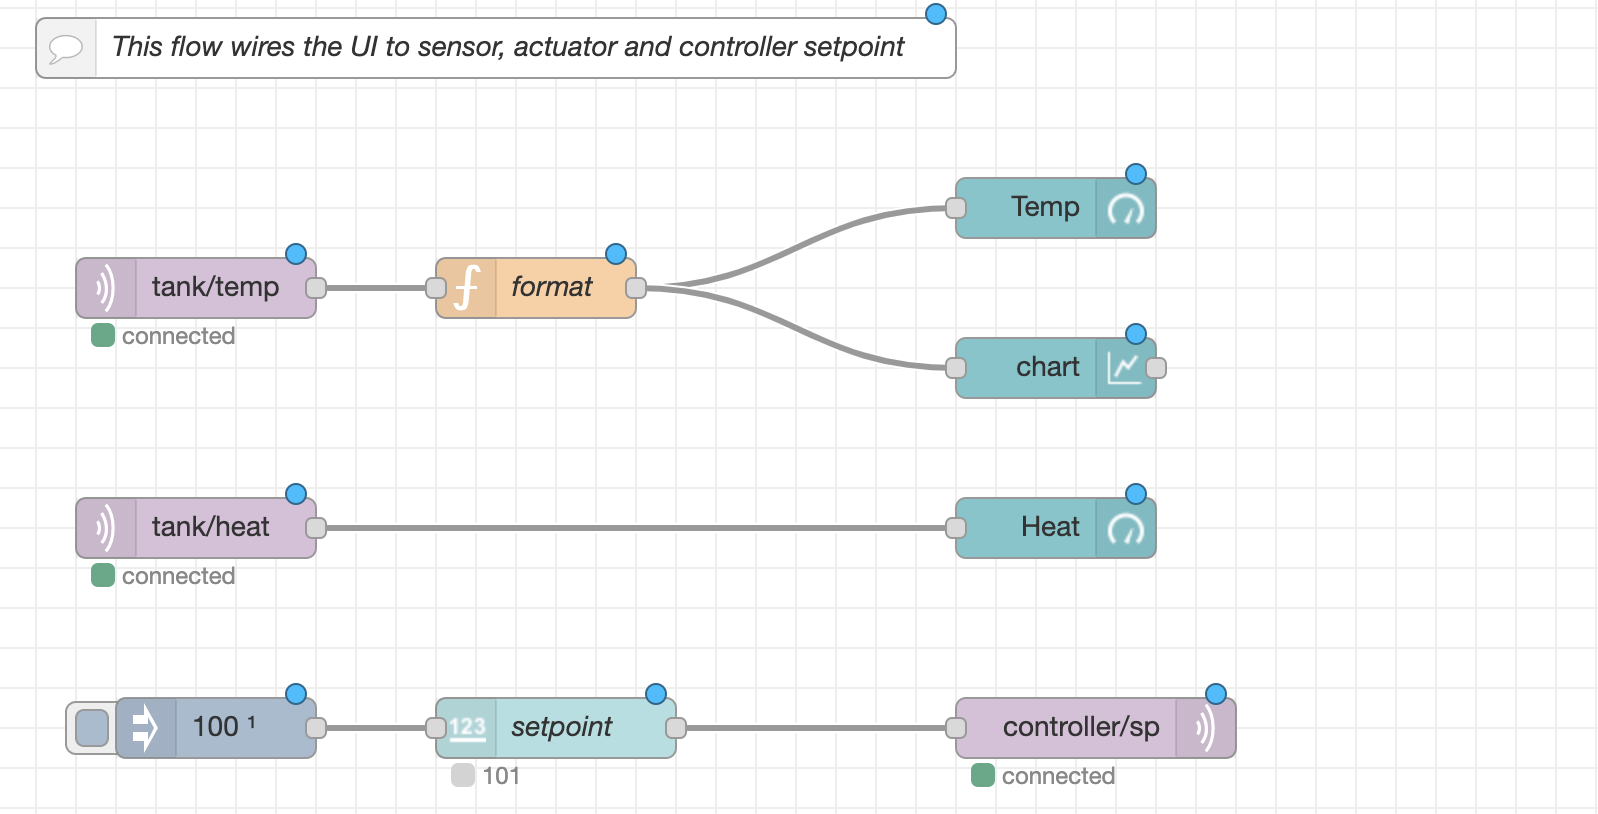 This flow wires the UI to sensor, actuator and controller setpoint
Temp
tank/temp
format
connected
chart
tank/heat
Heat
connected
100 ¹
123
setpoint
controller/sp
101
connected